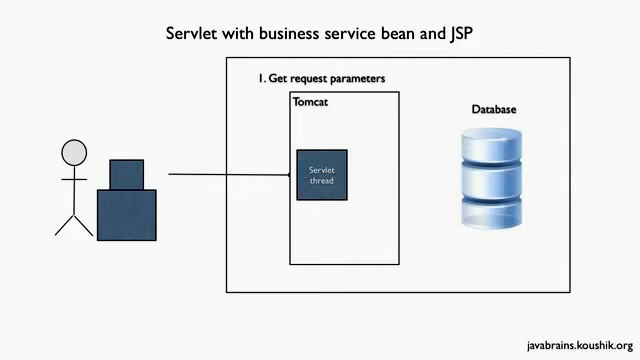 Servlet with business service bean and JSP
1. Get request parameters
Tomcat
Database
Servlet
thread
javabrains.koushik.org